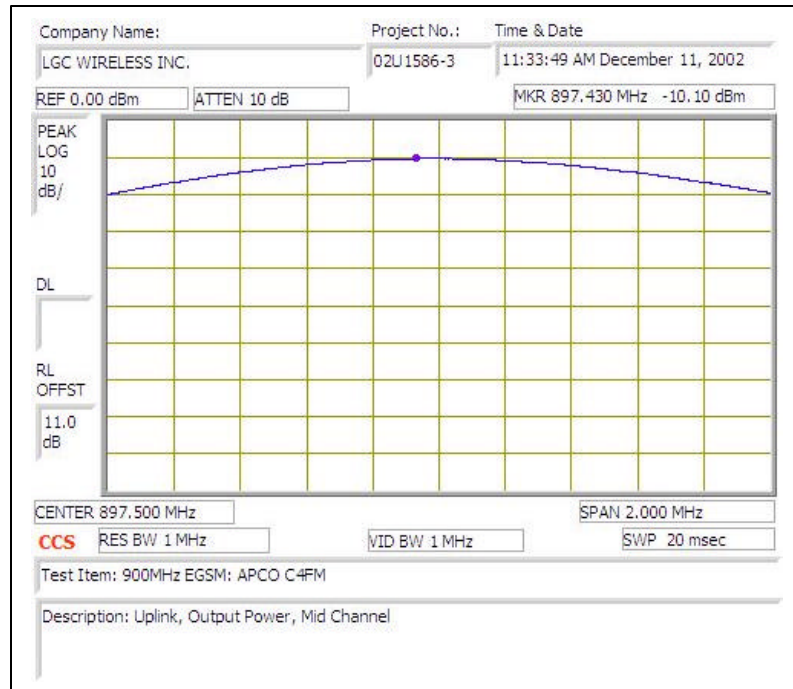 Company Name:
Project No.:
Time & Date
LGC WIRELESS INC.
02U1586-3
11:33:49 AM December 11, 2002
REF 0.00 dBm
ATTEN 10 dB
MKR 897.430 MHz -10.10 dBm
PEAK
LOG
10
dB/
DL
RL
OFFST
11.0
dB
CENTER 897.500 MHz
SPAN 2.000 MHz
CCS
RES BW 1 MHz
VID BW 1 MHz
SWP 20 msec
Test Item: 900MHz EGSM: APCO C4FM
Description: Uplink, Output Power, Mid Channel